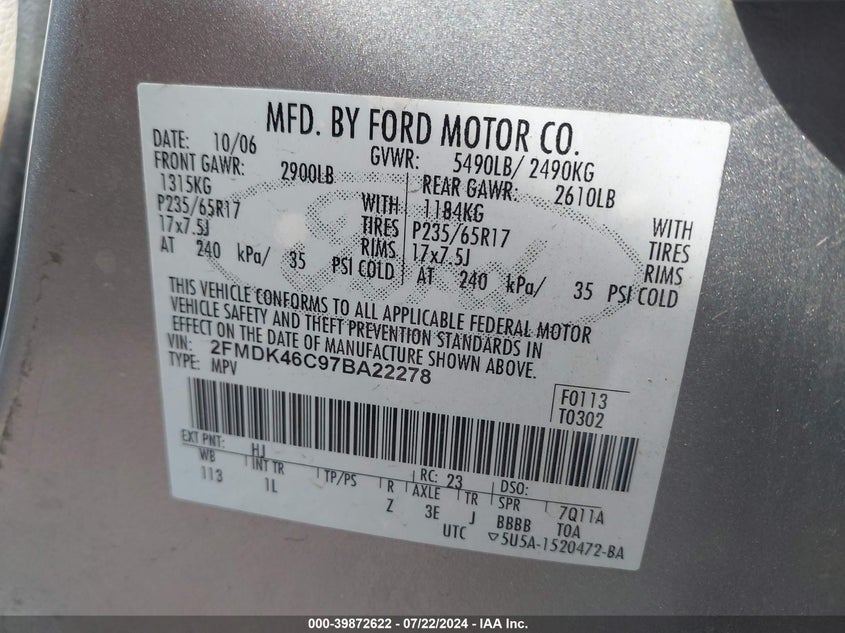 MFD. BY FORD MOTOR CO.
DATE: 10/06 GVWR: 5490LB/ 2490KG
FRONT GAWR: 2900LB REAR GAWR: 2610LB
1315KG WITH 1184KG WITH
P235/65R17 TIRES P235/65R17 TIRES
17x7.5J RIMS 17x7.5J RIMS
AT 240 kPa/ 35 PSI COLD AT 240 kPa/ 35 PSI COLD
THIS VEHICLE CONFORMS TO ALL APPLICABLE FEDERAL MOTOR
VEHICLE SAFETY AND THEFT PREVENTION STANDARDS IN
EFFECT ON THE DATE OF MANUFACTURE SHOWN ABOVE.
VIN: 2FMDK46C97BA22278
TYPE: MPV
F0113
T0302
EXT PNT: HJ RC: 23 DSO:
WB INT TR TP/PS R AXLE TR SPR 7Q11A
113 1L Z 3E J BBBB T0A
UTC ▽5U5A-1520472-BA
000-39872622 - 07/22/2024 - IAA Inc.